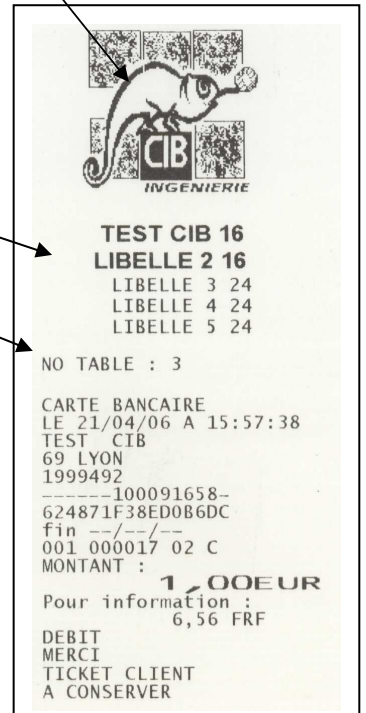 CIB
INGENIERIE
TEST CIB 16
LIBELLE 2 16
LIBELLE 3 24
LIBELLE 4 24
LIBELLE 5 24
NO TABLE : 3
CARTE BANCAIRE
LE 21/04/06 A 15:57:38
TEST CIB
69 LYON
1999492
------100091658-
624871F38ED0B6DC
fin --/--/--
001 000017 02 C
MONTANT :
1,00EUR
Pour information :
6,56 FRF
DEBIT
MERCI
TICKET CLIENT
A CONSERVER